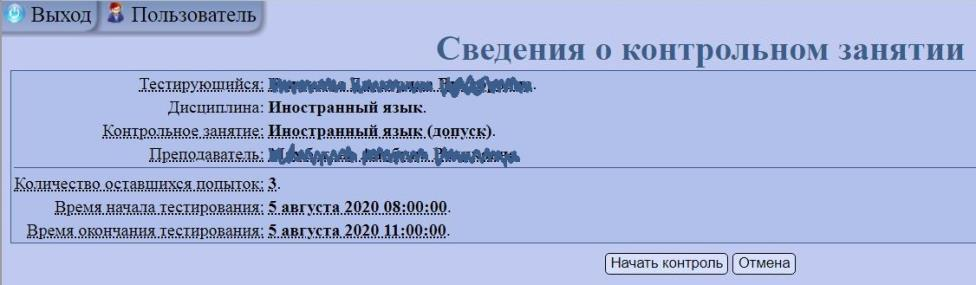 Выход Пользователь
Сведения о контрольном занятии
Тестирующийся:
Дисциплина: Иностранный язык.
Контрольное занятие: Иностранный язык (допуск).
Преподаватель:
Количество оставшихся попыток: 3.
Время начала тестирования: 5 августа 2020 08:00:00.
Время окончания тестирования: 5 августа 2020 11:00:00.
Начать контроль Отмена